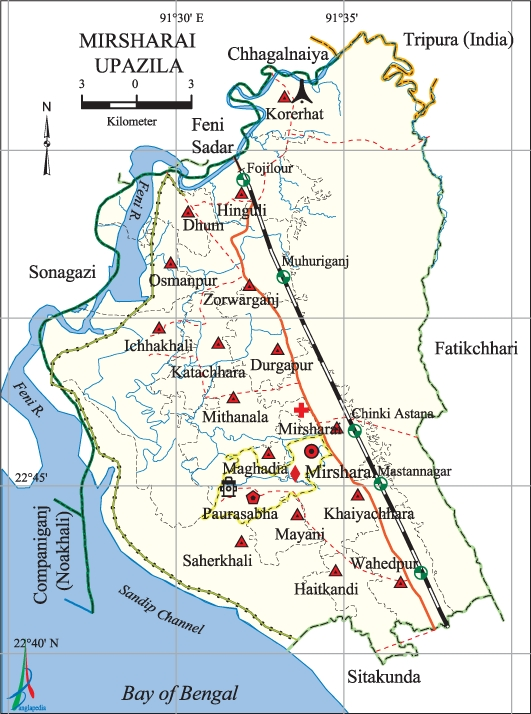 91°30' E
91°35'
MIRSHARAI
UPAZILA
3 0 3
Kilometer
N
Chhagalnaiya
Tripura (India)
Korerhat
Feni
Sadar
Fojilour
Feni R.
Hinguli
Dhum
Sonagazi
Osmanpur
Muhuriganj
Zorwarganj
Ichhakhali
Katachhara
Durgapur
Fatikchhari
Feni R.
Mithanala
Chinki Astana
Mirsharai
Maghadia
Mirsharai
Mastannagar
22°45'
Paurasabha
Khaiyachhara
Mayani
Companiganj
(Noakhali)
Saherkhali
Wahedpur
Haitkandi
Sandip Channel
22°40' N
Sitakunda
Bay of Bengal
anglapedia